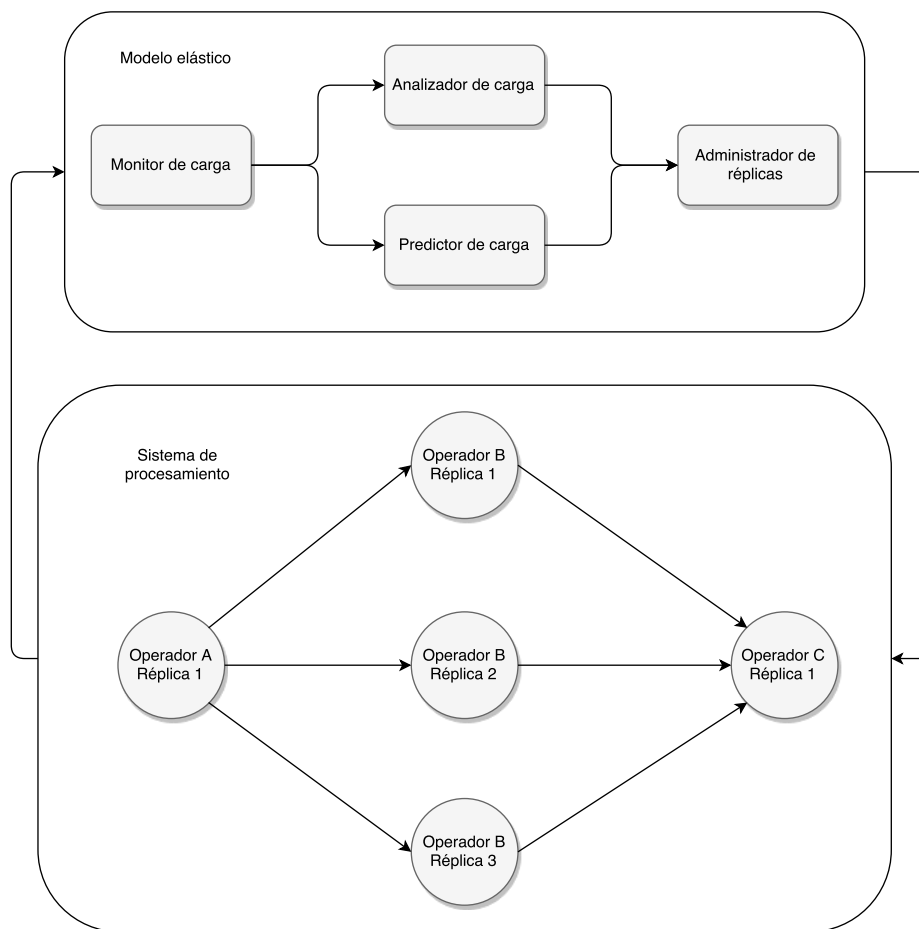 Modelo elástico
Analizador de carga
Monitor de carga
Administrador de
réplicas
Predictor de carga
Sistema de
procesamiento
Operador B
Réplica 1
Operador A
Réplica 1
Operador B
Réplica 2
Operador C
Réplica 1
Operador B
Réplica 3